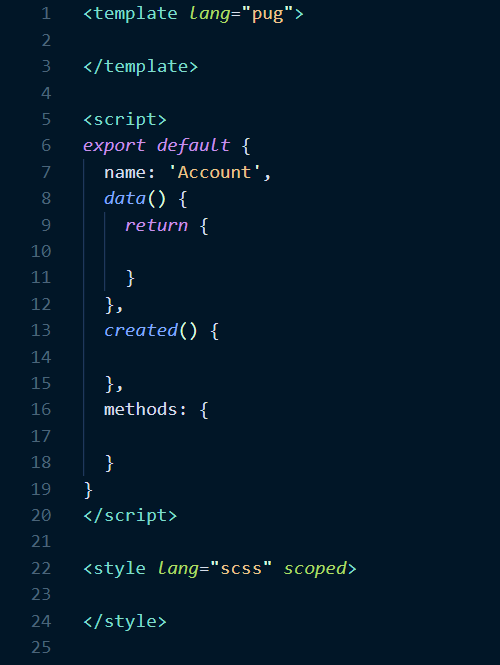 1 <template lang="pug">
2
3 </template>
4
5 <script>
6 export default {
7   name: 'Account',
8   data() {
9     return {
10
11     }
12   },
13   created() {
14
15   },
16   methods: {
17
18   }
19 }
20 </script>
21
22 <style lang="scss" scoped>
23
24 </style>
25